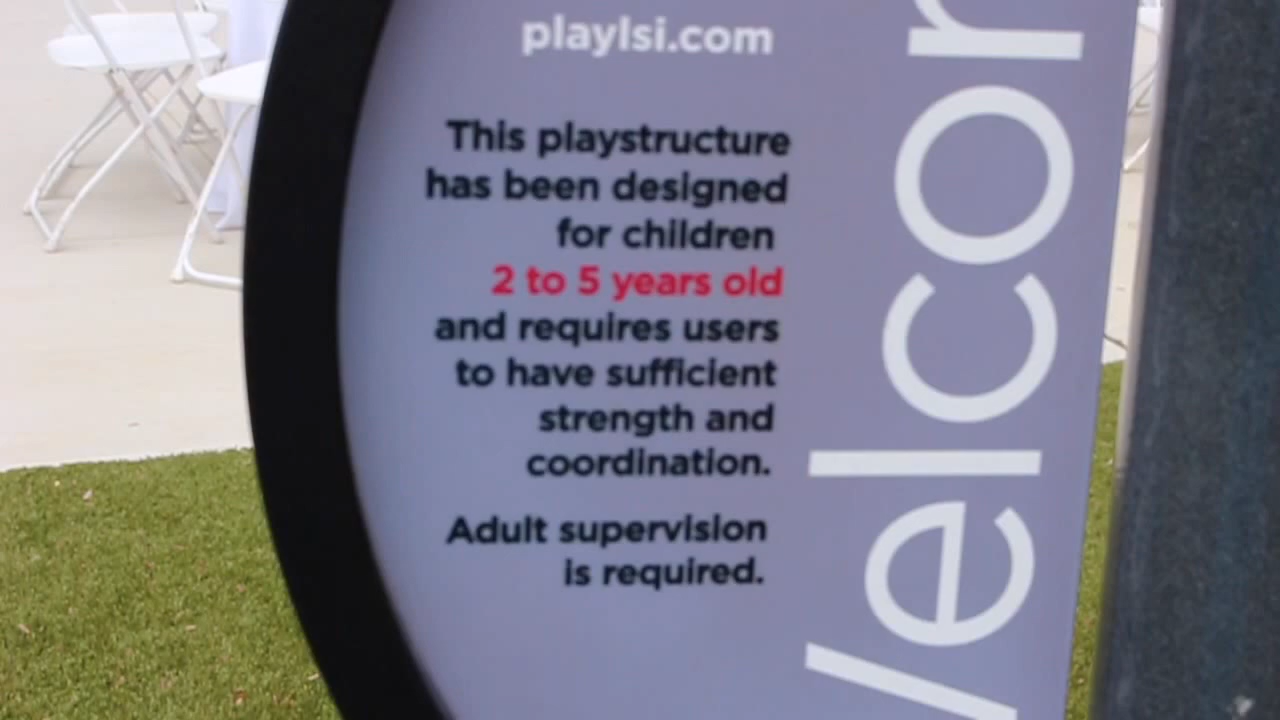 playlsi.com
This playstructure
has been designed
for children
2 to 5 years old
and requires users
to have sufficient
strength and
coordination.
Adult supervision
is required.